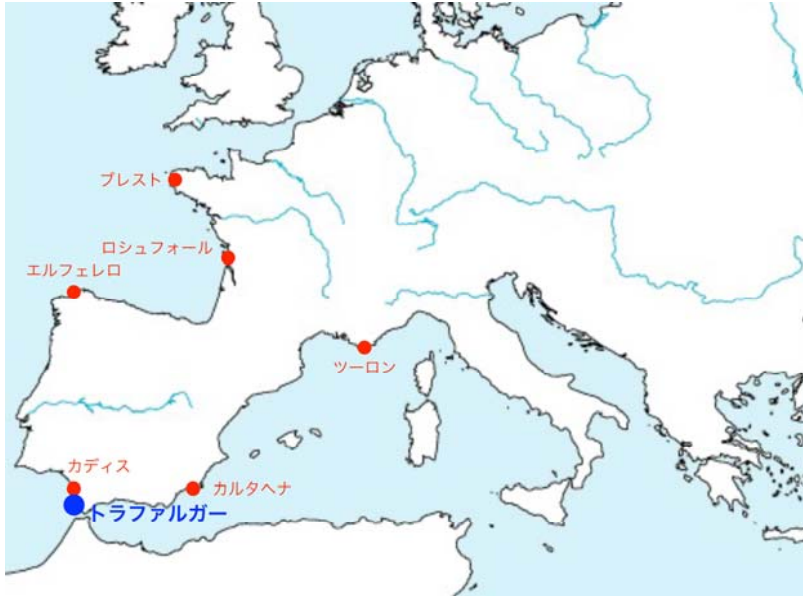 ブレスト
ロシュフォール
エルフェレロ
ツーロン
カディス
カルタヘナ
トラファルガー